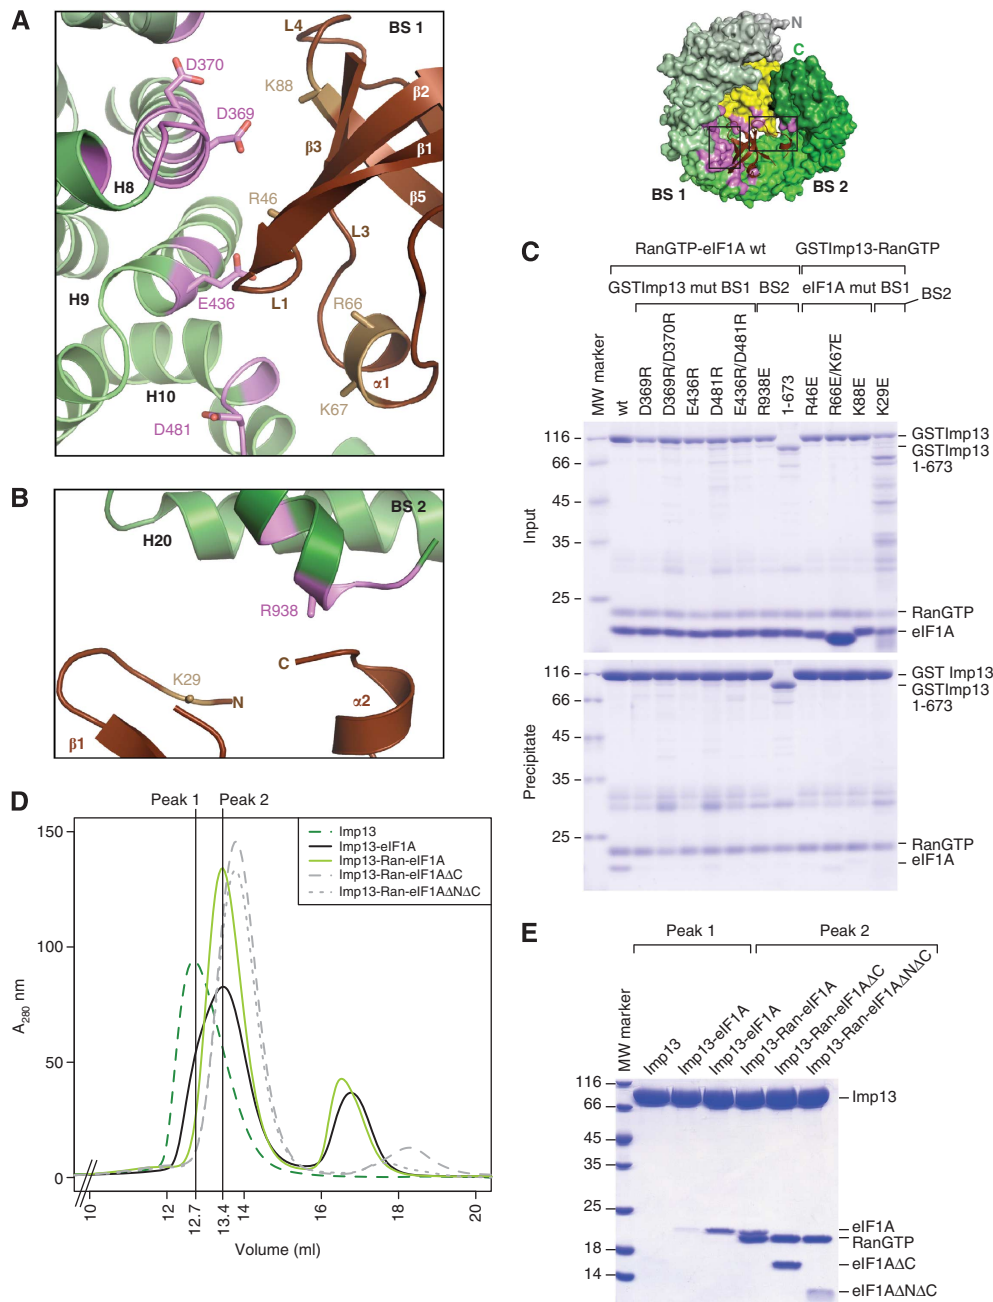 A
BS 1
L4
D370
K88
β2
D369
β3
β1
H8
R46
β5
L3
H9
E436
L1
R66
H10
α1
D481
K67
N
C
BS 1
BS 2
B
BS 2
H20
R938
C
K29
N
α2
β1
C
RanGTP-eIF1A wt
GSTImp13-RanGTP
GSTImp13 mut BS1
BS2
eIF1A mut BS1
BS2
MW marker
wt
D369R
D369R/D370R
E436R
D481R
E436R/D481R
R938E
1-673
R46E
R66E/K67E
K88E
K29E
Input
116
66
45
35
25
GSTImp13
GSTImp13
1-673
RanGTP
eIF1A
Precipitate
116
66
45
35
25
GST Imp13
GSTImp13
1-673
RanGTP
eIF1A
D
Peak 1
Peak 2
Imp13
Imp13-eIF1A
Imp13-Ran-eIF1A
Imp13-Ran-eIF1AΔC
Imp13-Ran-eIF1AΔNΔC
A280 nm
150
100
50
0
10
12
12.7
13.4
14
16
18
20
Volume (ml)
E
Peak 1
Peak 2
MW marker
Imp13
Imp13-eIF1A
Imp13-eIF1A
Imp13-Ran-eIF1A
Imp13-Ran-eIF1AΔC
Imp13-Ran-eIF1AΔNΔC
116
66
45
35
25
18
14
Imp13
eIF1A
RanGTP
eIF1AΔC
eIF1AΔNΔC